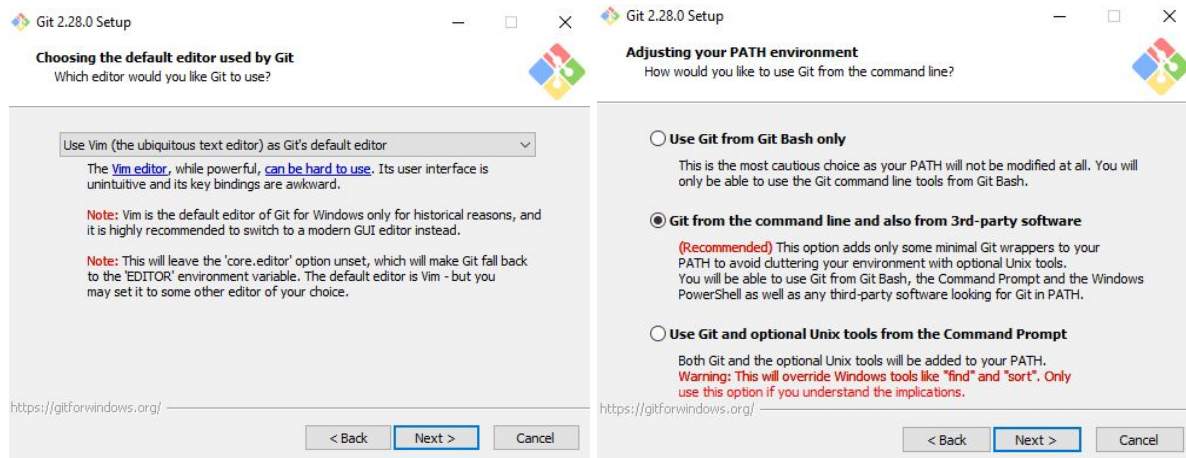 Git 2.28.0 Setup
Choosing the default editor used by Git
Which editor would you like Git to use?
Use Vim (the ubiquitous text editor) as Git's default editor
The Vim editor, while powerful, can be hard to use. Its user interface is
unintuitive and its key bindings are awkward.
Note: Vim is the default editor of Git for Windows only for historical reasons, and
it is highly recommended to switch to a modern GUI editor instead.
Note: This will leave the 'core.editor' option unset, which will make Git fall back
to the 'EDITOR' environment variable. The default editor is Vim - but you
may set it to some other editor of your choice.
https://gitforwindows.org/
< Back
Next >
Cancel
Git 2.28.0 Setup
Adjusting your PATH environment
How would you like to use Git from the command line?
Use Git from Git Bash only
This is the most cautious choice as your PATH will not be modified at all. You will
only be able to use the Git command line tools from Git Bash.
Git from the command line and also from 3rd-party software
(Recommended) This option adds only some minimal Git wrappers to your
PATH to avoid cluttering your environment with optional Unix tools.
You will be able to use Git from Git Bash, the Command Prompt and the Windows
PowerShell as well as any third-party software looking for Git in PATH.
Use Git and optional Unix tools from the Command Prompt
Both Git and the optional Unix tools will be added to your PATH.
Warning: This will override Windows tools like "find" and "sort". Only
use this option if you understand the implications.
https://gitforwindows.org/
< Back
Next >
Cancel